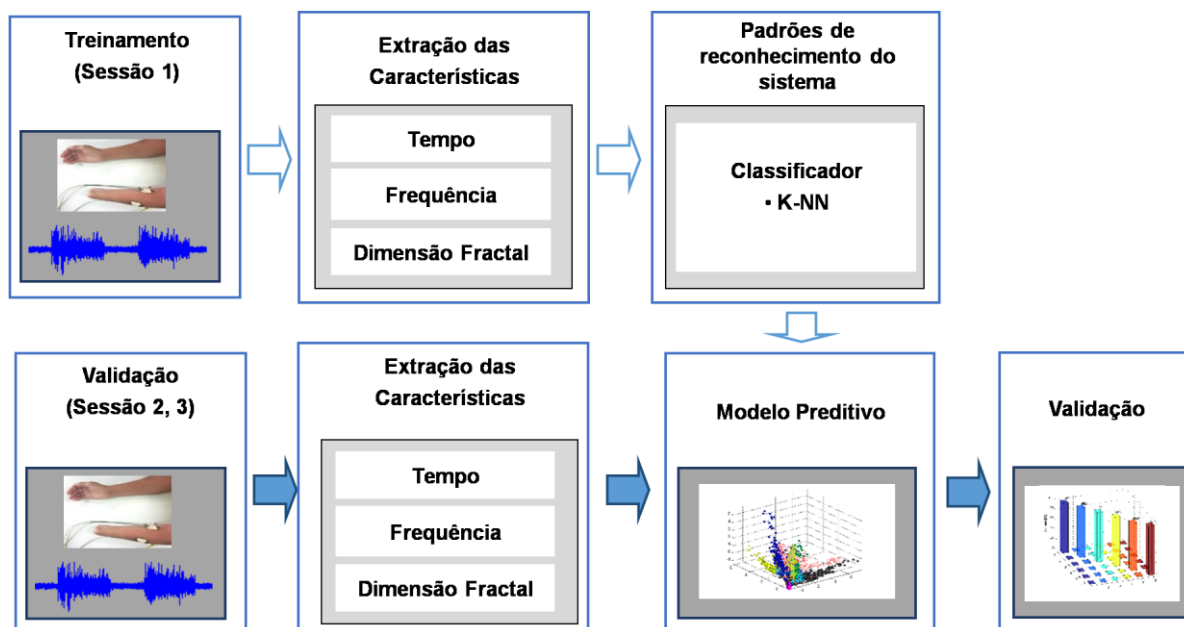 Treinamento
(Sessão 1)
Extração das
Características
Tempo
Frequência
Dimensão Fractal
Padrões de
reconhecimento do
sistema
Classificador
• K-NN
Validação
(Sessão 2, 3)
Extração das
Características
Tempo
Frequência
Dimensão Fractal
Modelo Preditivo
Validação